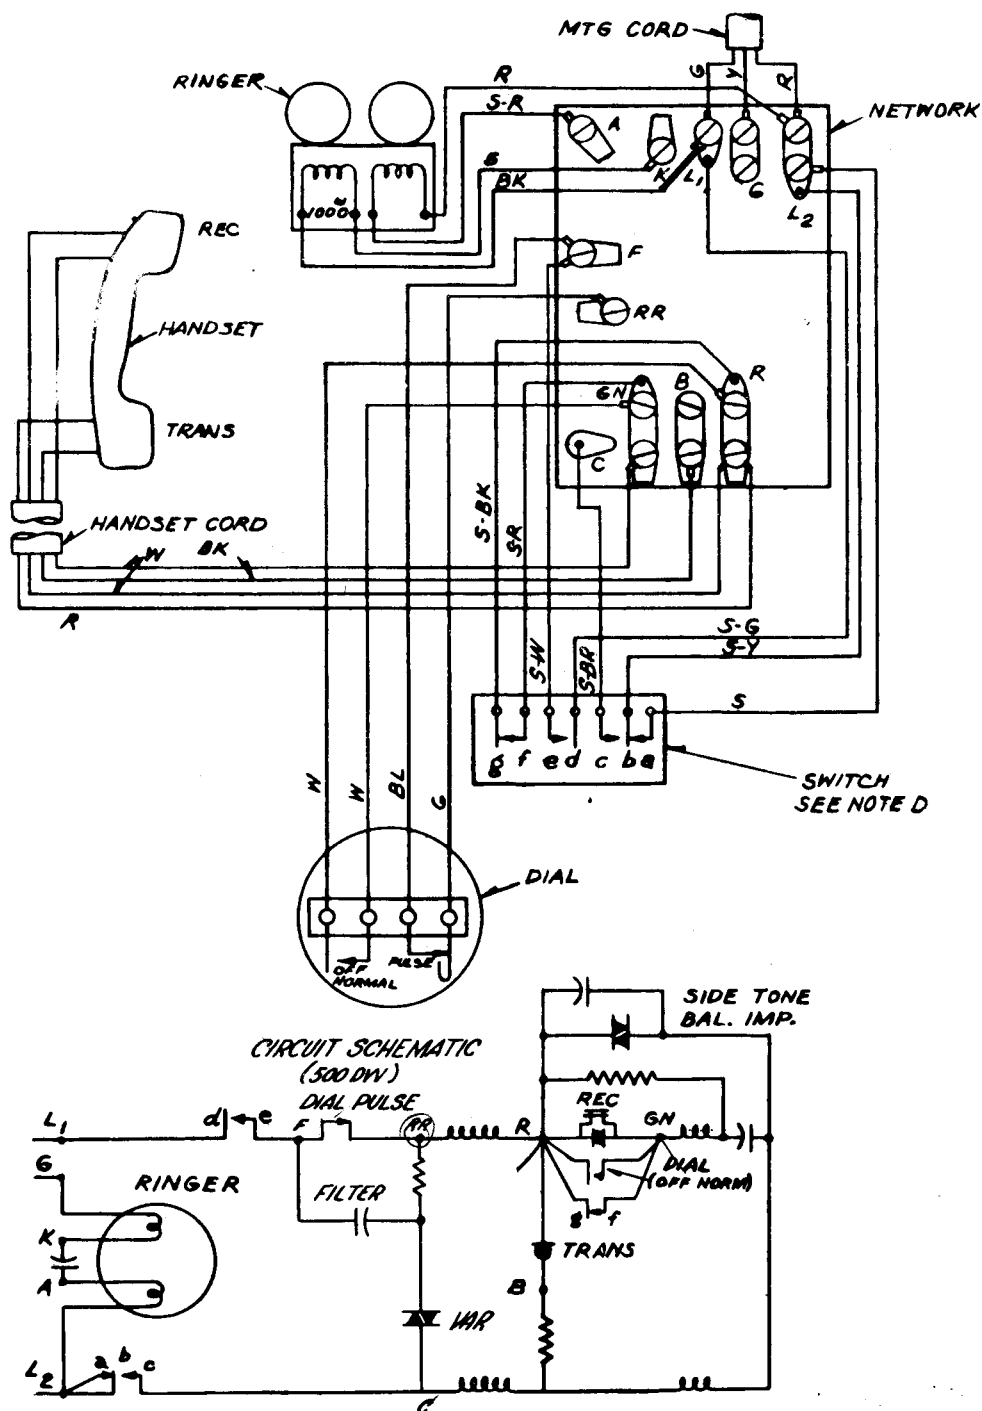 MTG CORD
RINGER
R
S-R
G
Y
R
NETWORK
A
K
L1
G
L2
B
BK
1000Ω
REC
F
HANDSET
RR
R
B
GN
TRANS
C
HANDSET CORD
S-BK
S-R
W
BK
R
S-W
S-BR
S-G
S-Y
S
g f e d c b a
SWITCH
SEE NOTE D
W
W
BL
G
DIAL
OFF
NORMAL
PULSE
SIDE TONE
BAL. IMP.
CIRCUIT SCHEMATIC
(500 DW)
DIAL PULSE
REC
L1
d
e
F
RR
R
GN
G
RINGER
FILTER
DIAL
(OFF NORM)
g f
K
TRANS
A
B
VAR
L2
a
b
c
C